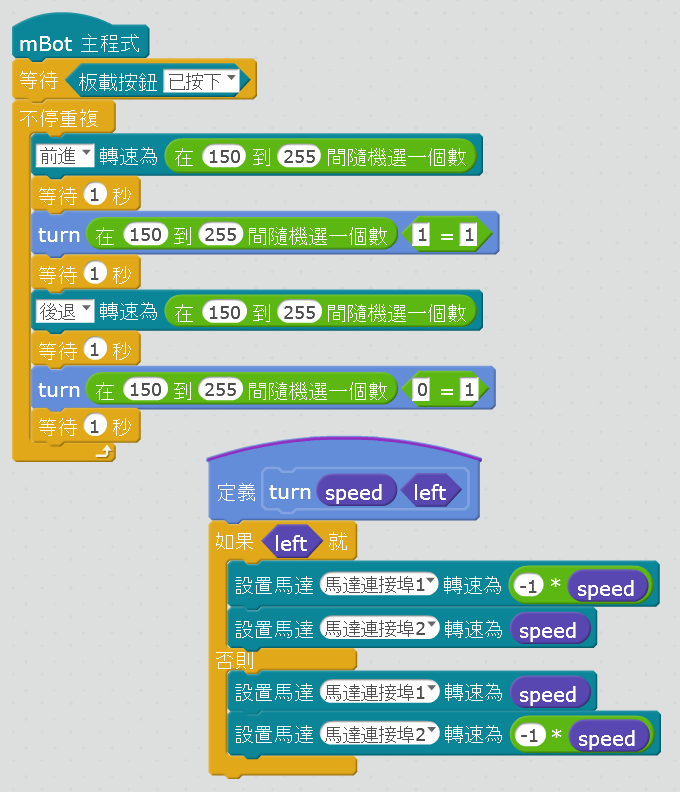 mBot 主程式
等待 板載按鈕 已按下
不停重複
前進 轉速為 在 150 到 255 間隨機選一個數
等待 1 秒
turn 在 150 到 255 間隨機選一個數 1 = 1
等待 1 秒
後退 轉速為 在 150 到 255 間隨機選一個數
等待 1 秒
turn 在 150 到 255 間隨機選一個數 0 = 1
等待 1 秒
定義 turn speed left
如果 left 就
設置馬達 馬達連接埠1 轉速為 -1 * speed
設置馬達 馬達連接埠2 轉速為 speed
否則
設置馬達 馬達連接埠1 轉速為 speed
設置馬達 馬達連接埠2 轉速為 -1 * speed